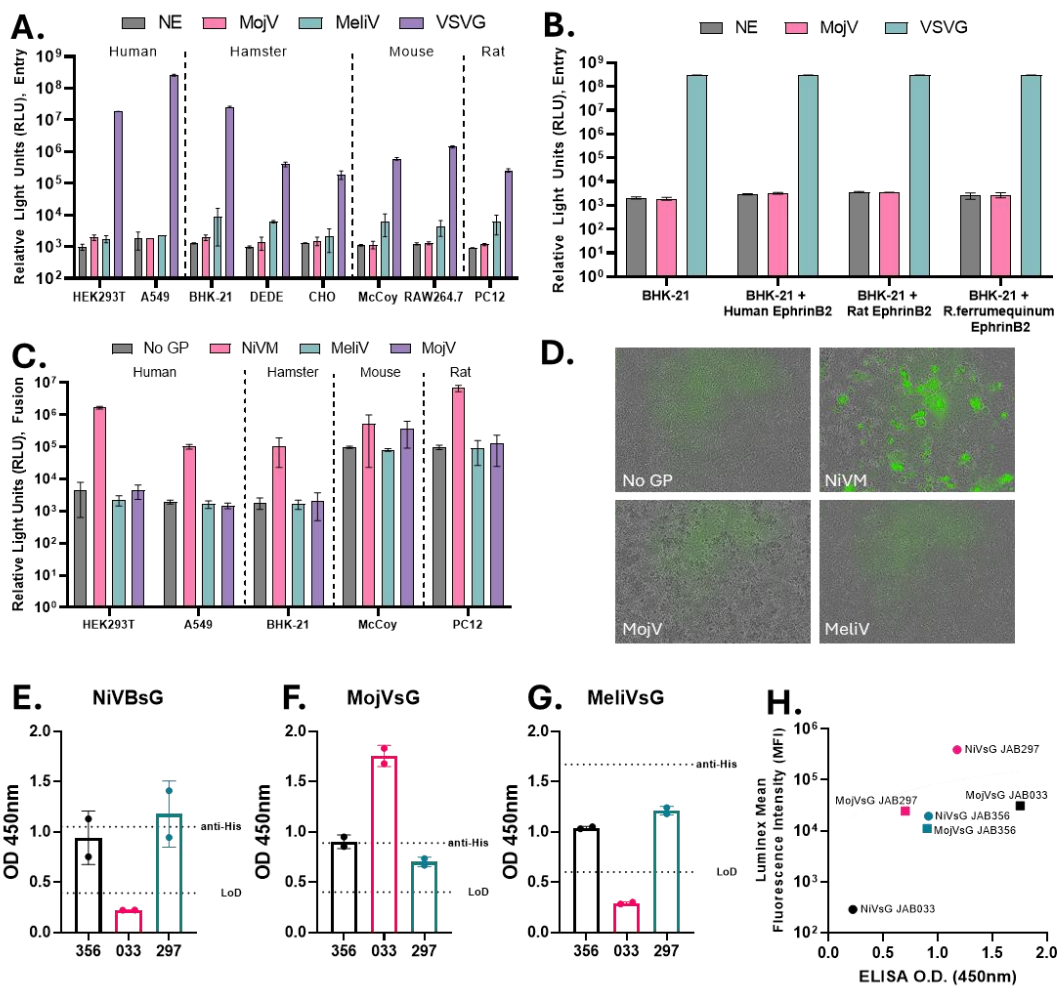 A.
NE MojV MeliV VSVG
Human Hamster Mouse Rat
Relative Light Units (RLU), Entry
10⁹
10⁸
10⁷
10⁶
10⁵
10⁴
10³
10²
HEK293T A549 BHK-21 DEDE CHO McCoy RAW264.7 PC12
B.
NE MojV VSVG
Relative Light Units (RLU), Entry
10⁹
10⁸
10⁷
10⁶
10⁵
10⁴
10³
10²
10¹
10⁰
BHK-21
BHK-21 +
Human EphrinB2
BHK-21 +
Rat EphrinB2
BHK-21 +
R.ferrumequinum
EphrinB2
C.
No GP NiVM MeliV MojV
Human Hamster Mouse Rat
Relative Light Units (RLU), Fusion
10⁷
10⁶
10⁵
10⁴
10³
10²
10¹
10⁰
HEK293T A549 BHK-21 McCoy PC12
D.
No GP
NiVM
MojV
MeliV
E.
NiVBsG
OD 450nm
2.0
1.5
1.0
0.5
0.0
anti-His
LoD
356 033 297
F.
MojVsG
OD 450nm
2.0
1.5
1.0
0.5
0.0
anti-His
LoD
356 033 297
G.
MeliVsG
OD 450nm
2.0
1.5
1.0
0.5
0.0
anti-His
LoD
356 033 297
H.
Luminex Mean
Fluorescence Intensity (MFI)
10⁶
10⁵
10⁴
10³
10²
NiVsG JAB297
MojVsG JAB297
MojVsG JAB033
NiVsG JAB356
MojVsG JAB356
NiVsG JAB033
0.0 0.5 1.0 1.5 2.0
ELISA O.D. (450nm)